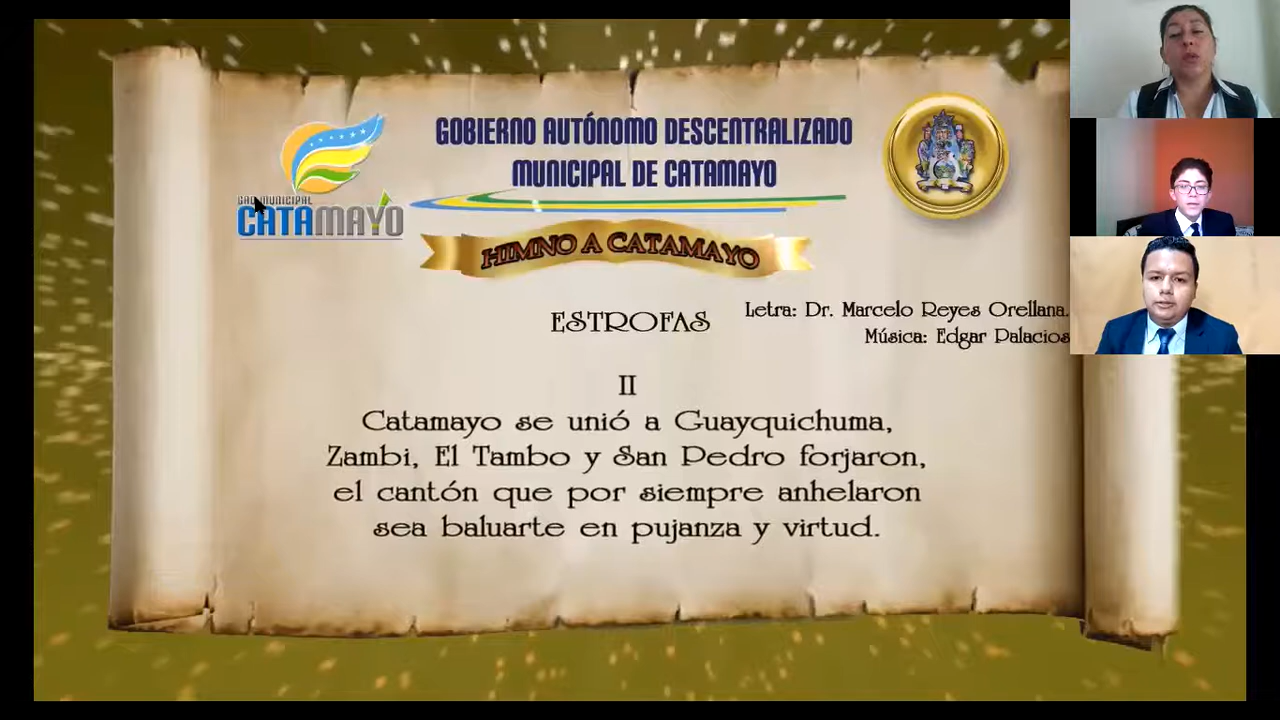 GOBIERNO AUTÓNOMO DESCENTRALIZADO
MUNICIPAL DE CATAMAYO
GAD MUNICIPAL
CATAMAYO
HIMNO A CATAMAYO
Letra: Dr. Marcelo Reyes Orellana.
Música: Edgar Palacios
ESTROFAS
II
Catamayo se unió a Guayquichuma,
Zambi, El Tambo y San Pedro forjaron,
el cantón que por siempre anhelaron
sea baluarte en pujanza y virtud.